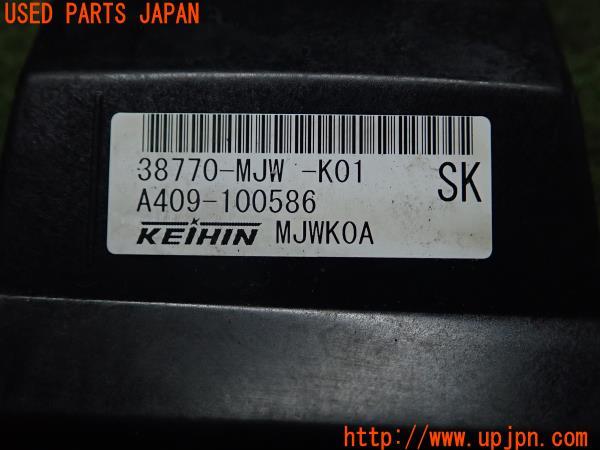 USED PARTS JAPAN
38770-MJW -K01
SK
A409-100586
KEIHIN MJWK0A
http://www.upjpn.com/